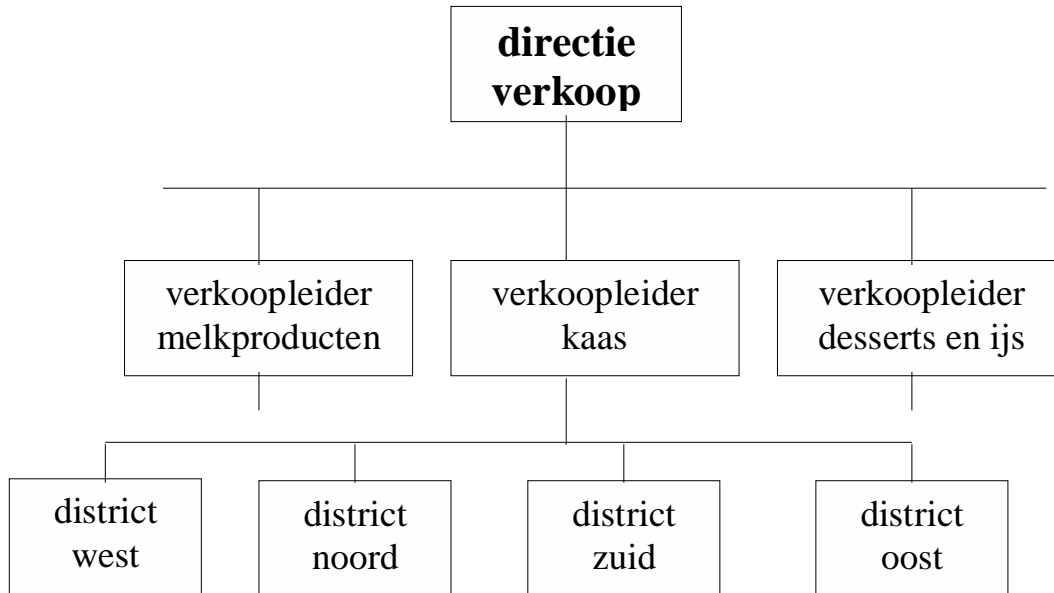 directie
verkoop
verkoopleider
melkproducten
verkoopleider
kaas
verkoopleider
desserts en ijs
district
west
district
noord
district
zuid
district
oost